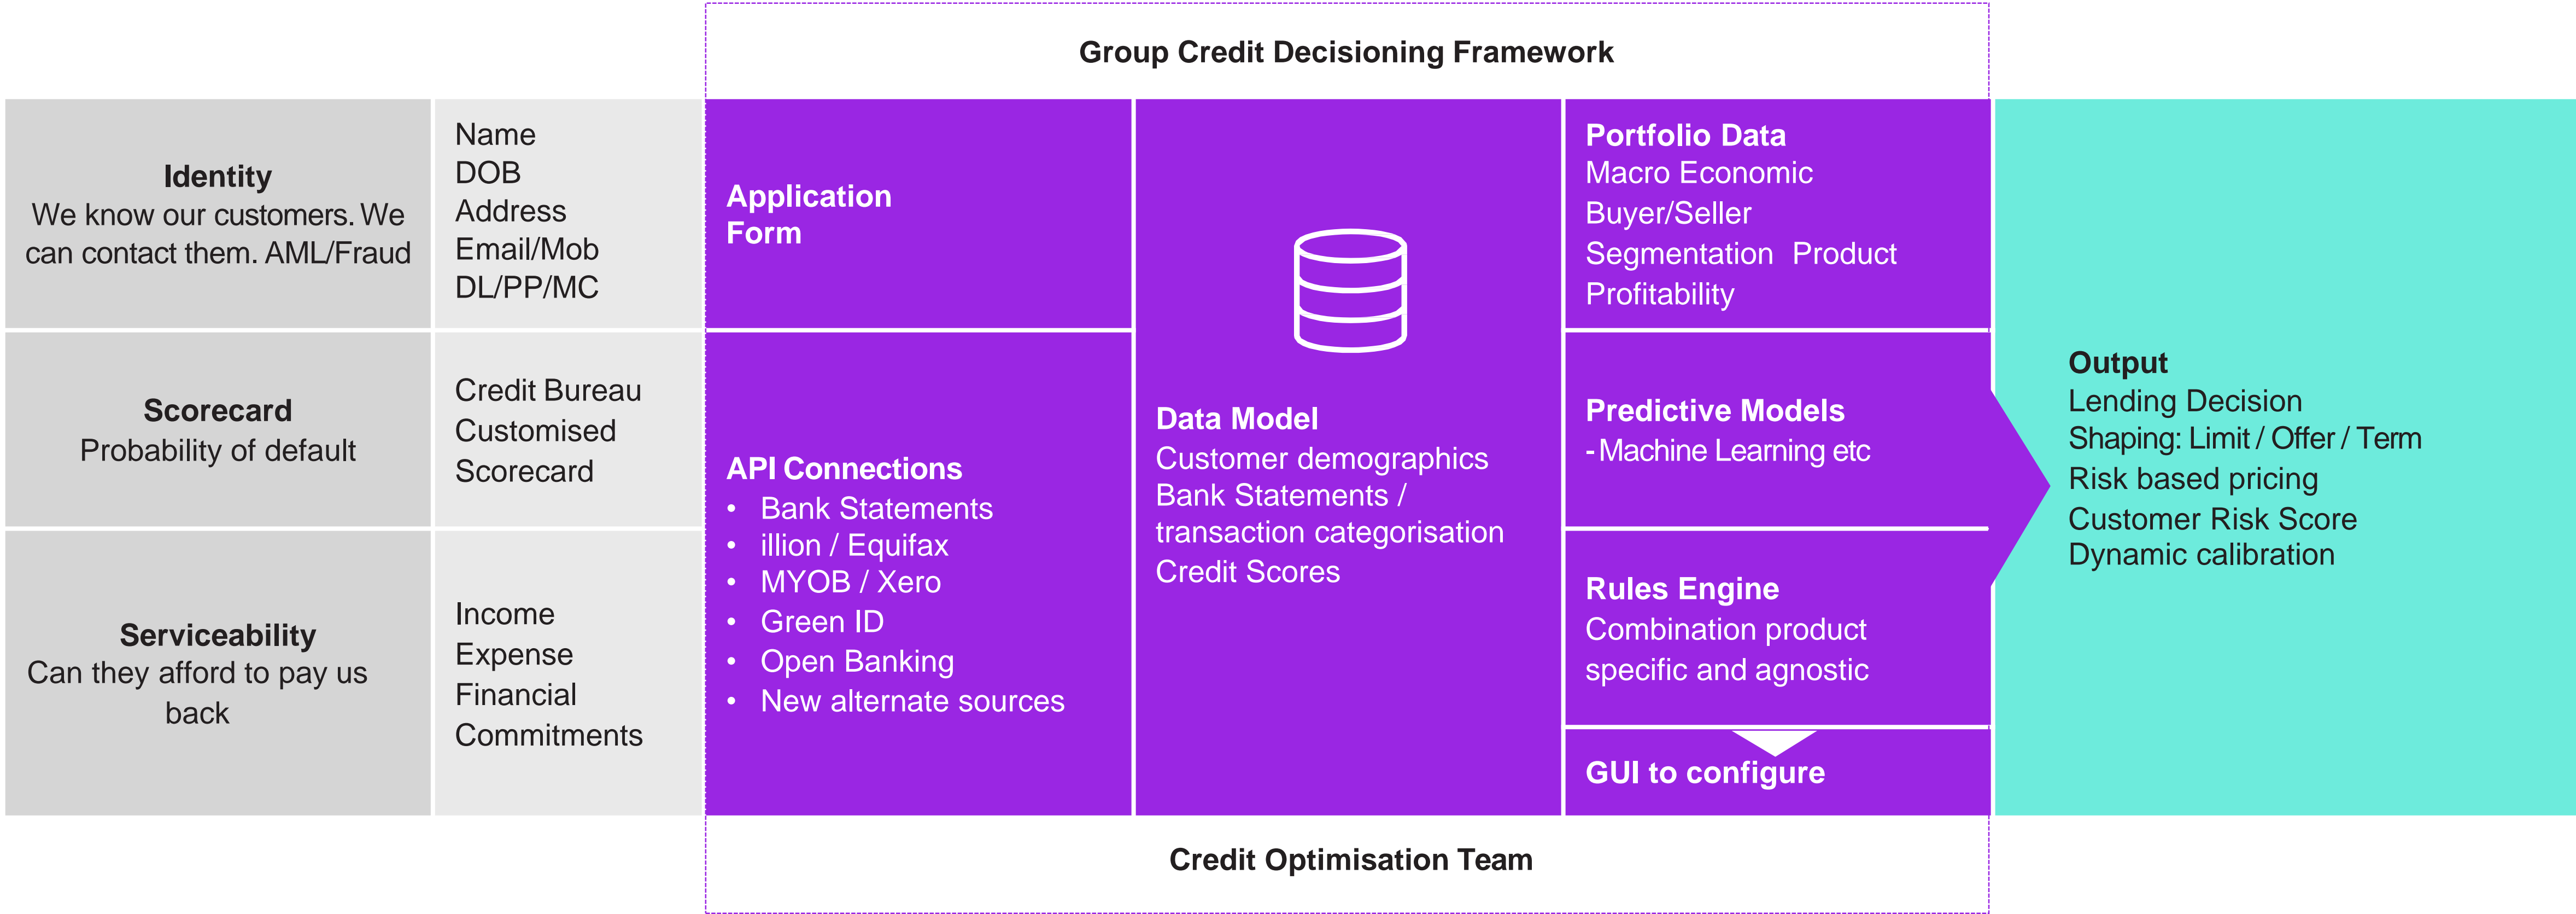 Group Credit Decisioning Framework
Identity
We know our customers. We
can contact them. AML/Fraud
Name
DOB
Address
Email/Mob
DL/PP/MC
Scorecard
Probability of default
Credit Bureau
Customised
Scorecard
Serviceability
Can they afford to pay us
back
Income
Expense
Financial
Commitments
Application
Form
API Connections
• Bank Statements
• illion / Equifax
• MYOB / Xero
• Green ID
• Open Banking
• New alternate sources
Data Model
Customer demographics
Bank Statements /
transaction categorisation
Credit Scores
Portfolio Data
Macro Economic
Buyer/Seller
Segmentation Product
Profitability
Predictive Models
- Machine Learning etc
Rules Engine
Combination product
specific and agnostic
GUI to configure
Output
Lending Decision
Shaping: Limit / Offer / Term
Risk based pricing
Customer Risk Score
Dynamic calibration
Credit Optimisation Team